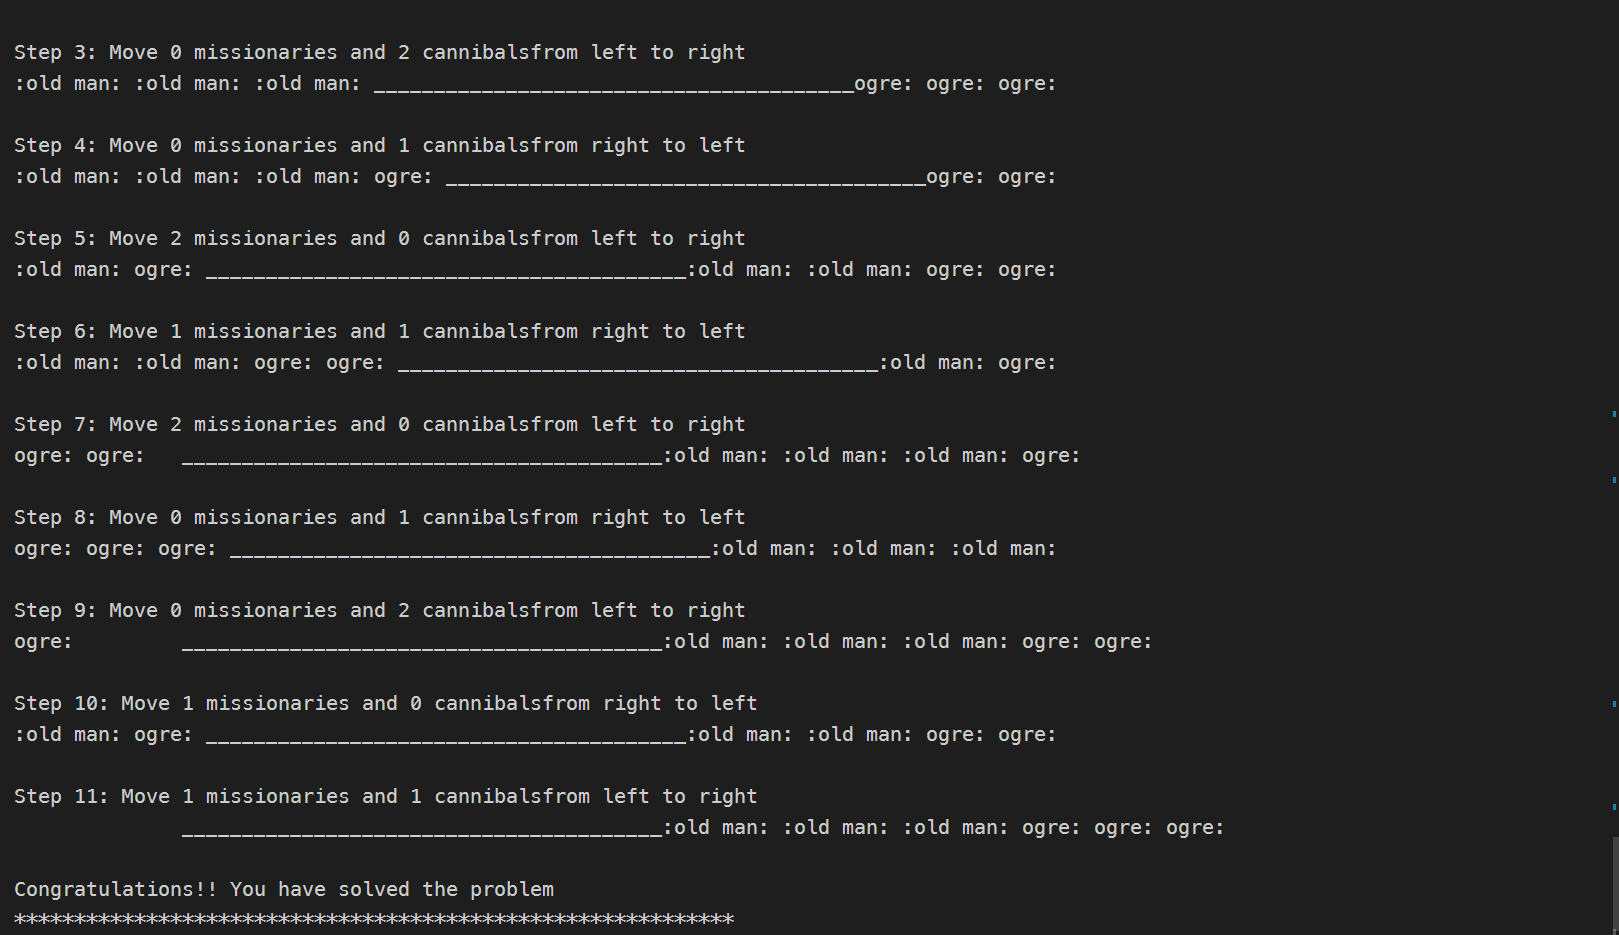 Step 3: Move 0 missionaries and 2 cannibalsfrom left to right
:old man: :old man: :old man: ________________________________________ogre: ogre: ogre:
Step 4: Move 0 missionaries and 1 cannibalsfrom right to left
:old man: :old man: :old man: ogre: ________________________________________ogre: ogre:
Step 5: Move 2 missionaries and 0 cannibalsfrom left to right
:old man: ogre: ________________________________________:old man: :old man: ogre: ogre:
Step 6: Move 1 missionaries and 1 cannibalsfrom right to left
:old man: :old man: ogre: ogre: ________________________________________:old man: ogre:
Step 7: Move 2 missionaries and 0 cannibalsfrom left to right
ogre: ogre:   ________________________________________:old man: :old man: :old man: ogre:
Step 8: Move 0 missionaries and 1 cannibalsfrom right to left
ogre: ogre: ogre: ________________________________________:old man: :old man: :old man:
Step 9: Move 0 missionaries and 2 cannibalsfrom left to right
ogre:         ________________________________________:old man: :old man: :old man: ogre: ogre:
Step 10: Move 1 missionaries and 0 cannibalsfrom right to left
:old man: ogre: ________________________________________:old man: :old man: ogre: ogre:
Step 11: Move 1 missionaries and 1 cannibalsfrom left to right
              ________________________________________:old man: :old man: :old man: ogre: ogre: ogre:
Congratulations!! You have solved the problem
************************************************************